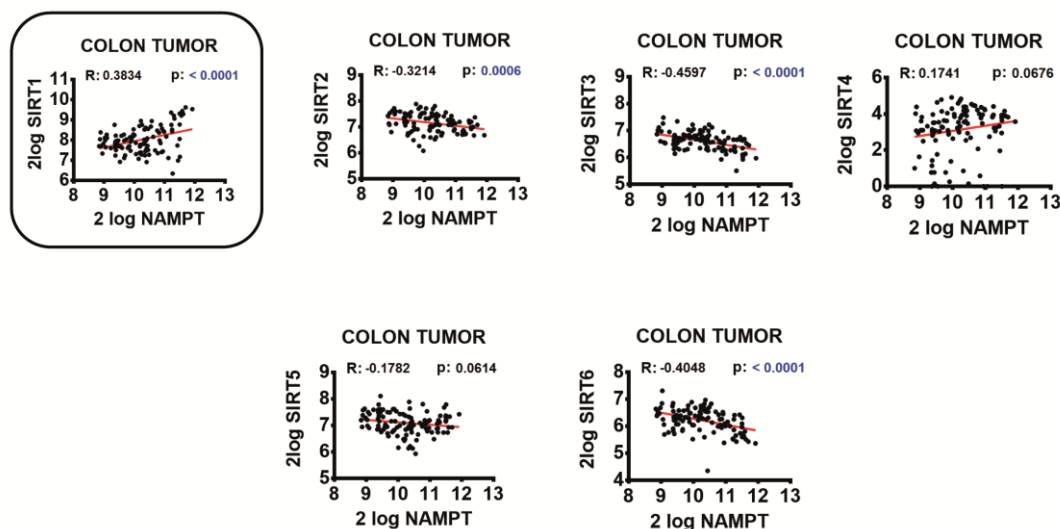 COLON TUMOR
R: 0.3834 p: < 0.0001
2log SIRT1
11
10
9
8
7
6
8 9 10 11 12 13
2 log NAMPT
COLON TUMOR
R: -0.3214 p: 0.0006
2log SIRT2
9
8
7
6
5
8 9 10 11 12 13
2 log NAMPT
COLON TUMOR
R: -0.4597 p: < 0.0001
2log SIRT3
9
8
7
6
5
8 9 10 11 12 13
2 log NAMPT
COLON TUMOR
R: 0.1741 p: 0.0676
2log SIRT4
6
4
2
0
8 9 10 11 12 13
2 log NAMPT
COLON TUMOR
R: -0.1782 p: 0.0614
2log SIRT5
9
8
7
6
5
8 9 10 11 12 13
2 log NAMPT
COLON TUMOR
R: -0.4048 p: < 0.0001
2log SIRT6
8
7
6
5
4
8 9 10 11 12 13
2 log NAMPT